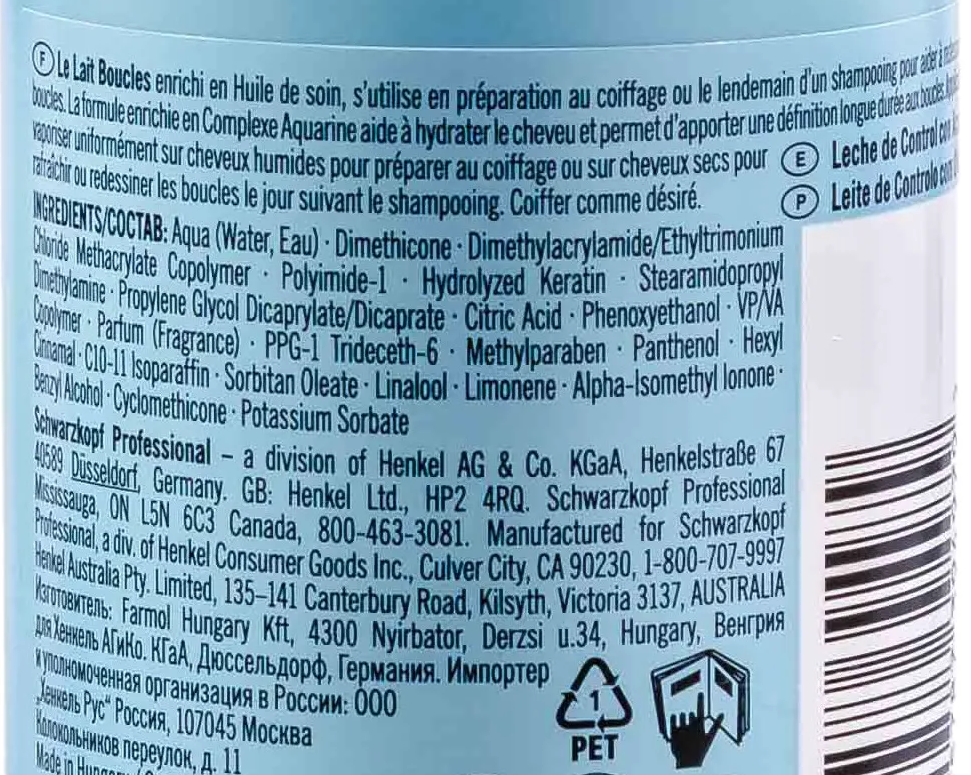 F Le Lait Boucles enrichi en Huile de soin, s'utilise en préparation au coiffage ou le lendemain d'un shampooing pour aider à
boucles. La formule enrichie en Complexe Aquarine aide à hydrater le cheveu et permet d'apporter une définition longue durée aux boucles.
vaporiser uniformément sur cheveux humides pour préparer au coiffage ou sur cheveux secs pour
rafraîchir ou redessiner les boucles le jour suivant le shampooing. Coiffer comme désiré.
E Leche de Control con
P Leite de Controlo com
INGREDIENTS/СОСТАВ: Aqua (Water, Eau) · Dimethicone · Dimethylacrylamide/Ethyltrimonium
Chloride Methacrylate Copolymer · Polyimide-1 · Hydrolyzed Keratin · Stearamidopropyl
Dimethylamine · Propylene Glycol Dicaprylate/Dicaprate · Citric Acid · Phenoxyethanol · VP/VA
Copolymer · Parfum (Fragrance) · PPG-1 Trideceth-6 · Methylparaben · Panthenol · Hexyl
Cinnamal · C10-11 Isoparaffin · Sorbitan Oleate · Linalool · Limonene · Alpha-Isomethyl Ionone ·
Benzyl Alcohol · Cyclomethicone · Potassium Sorbate
Schwarzkopf Professional – a division of Henkel AG & Co. KGaA, Henkelstraße 67
40589 Düsseldorf, Germany. GB: Henkel Ltd., HP2 4RQ. Schwarzkopf Professional
Mississauga, ON L5N 6C3 Canada, 800-463-3081. Manufactured for Schwarzkopf
Professional, a div. of Henkel Consumer Goods Inc., Culver City, CA 90230, 1-800-707-9997
Henkel Australia Pty. Limited, 135–141 Canterbury Road, Kilsyth, Victoria 3137, AUSTRALIA
Изготовитель: Farmol Hungary Kft, 4300 Nyirbator, Derzsi u.34, Hungary, Венгрия
для Хенкель АГиКо. КГаА, Дюссельдорф, Германия. Импортер
и уполномоченная организация в России: ООО
„Хенкель Рус“ Россия, 107045 Москва
Колокольников переулок, д. 11
Made in
1
PET